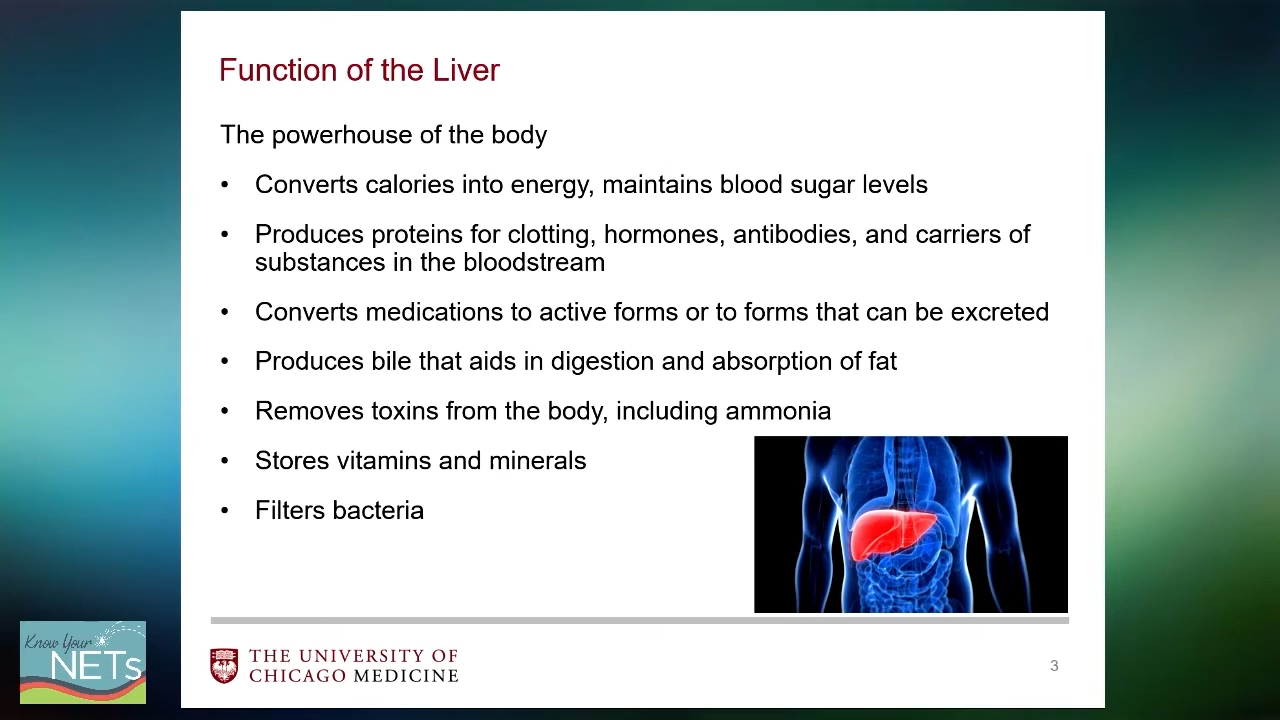 Function of the Liver
The powerhouse of the body
• Converts calories into energy, maintains blood sugar levels
• Produces proteins for clotting, hormones, antibodies, and carriers of
substances in the bloodstream
• Converts medications to active forms or to forms that can be excreted
• Produces bile that aids in digestion and absorption of fat
• Removes toxins from the body, including ammonia
• Stores vitamins and minerals
• Filters bacteria
Know Your
NETs
THE UNIVERSITY OF
CHICAGO MEDICINE
3